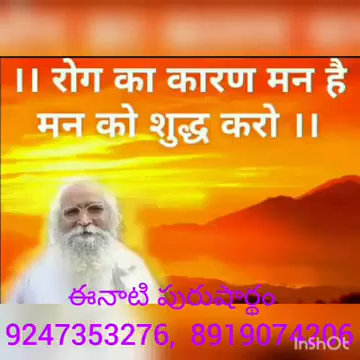 ।। रोग का कारण मन है
मन को शुद्ध करो ।।
ఈనాటి పురుషార్థం
9247353276, 8919074206
InShOt